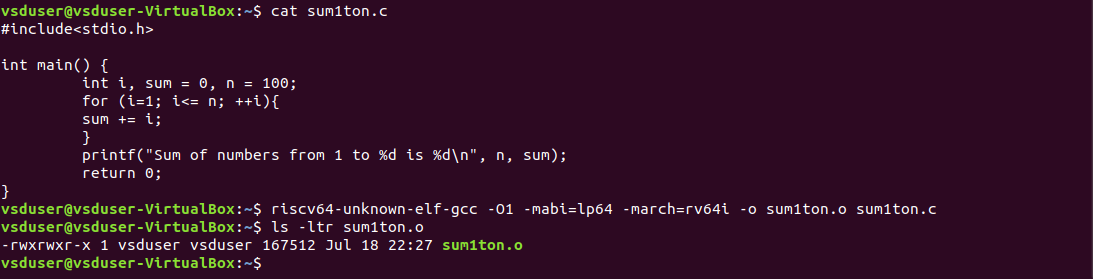 vsduser@vsduser-VirtualBox:~$ cat sum1ton.c
#include<stdio.h>

int main() {
        int i, sum = 0, n = 100;
        for (i=1; i<= n; ++i){
        sum += i;
        }
        printf("Sum of numbers from 1 to %d is %d\n", n, sum);
        return 0;
}
vsduser@vsduser-VirtualBox:~$ riscv64-unknown-elf-gcc -O1 -mabi=lp64 -march=rv64i -o sum1ton.o sum1ton.c
vsduser@vsduser-VirtualBox:~$ ls -ltr sum1ton.o
-rwxrwxr-x 1 vsduser vsduser 167512 Jul 18 22:27 sum1ton.o
vsduser@vsduser-VirtualBox:~$